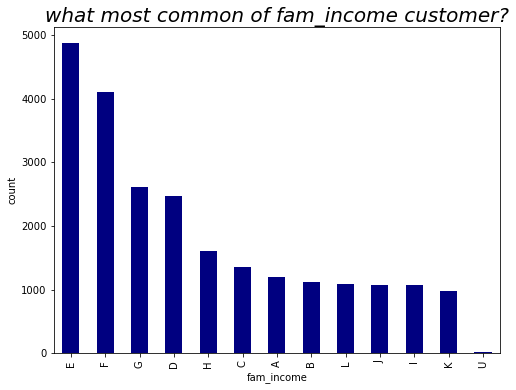 what most common of fam_income customer?
5000
4000
3000
2000
1000
0
count
E F G D H C A B L J I K U
fam_income